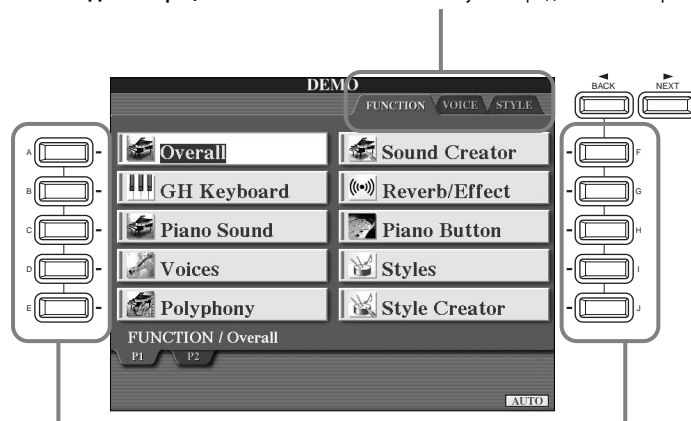 DEMO
FUNCTION VOICE STYLE
BACK NEXT
A Overall Sound Creator F
B GH Keyboard Reverb/Effect G
C Piano Sound Piano Button H
D Voices Styles I
E Polyphony Style Creator J
FUNCTION / Overall
P1 P2
AUTO